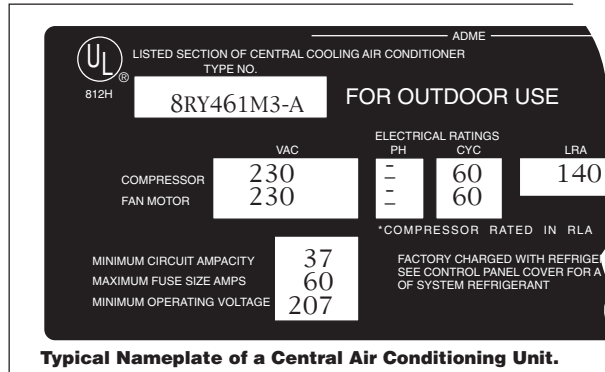 ADME
UL®
LISTED SECTION OF CENTRAL COOLING AIR CONDITIONER
TYPE NO.
812H
8RY461M3-A
FOR OUTDOOR USE
ELECTRICAL RATINGS
VAC PH CYC LRA
COMPRESSOR 230 - 60 140
FAN MOTOR 230 - 60
*COMPRESSOR RATED IN RLA
MINIMUM CIRCUIT AMPACITY 37
MAXIMUM FUSE SIZE AMPS 60
MINIMUM OPERATING VOLTAGE 207
FACTORY CHARGED WITH REFRIGE
SEE CONTROL PANEL COVER FOR A
OF SYSTEM REFRIGERANT
Typical Nameplate of a Central Air Conditioning Unit.